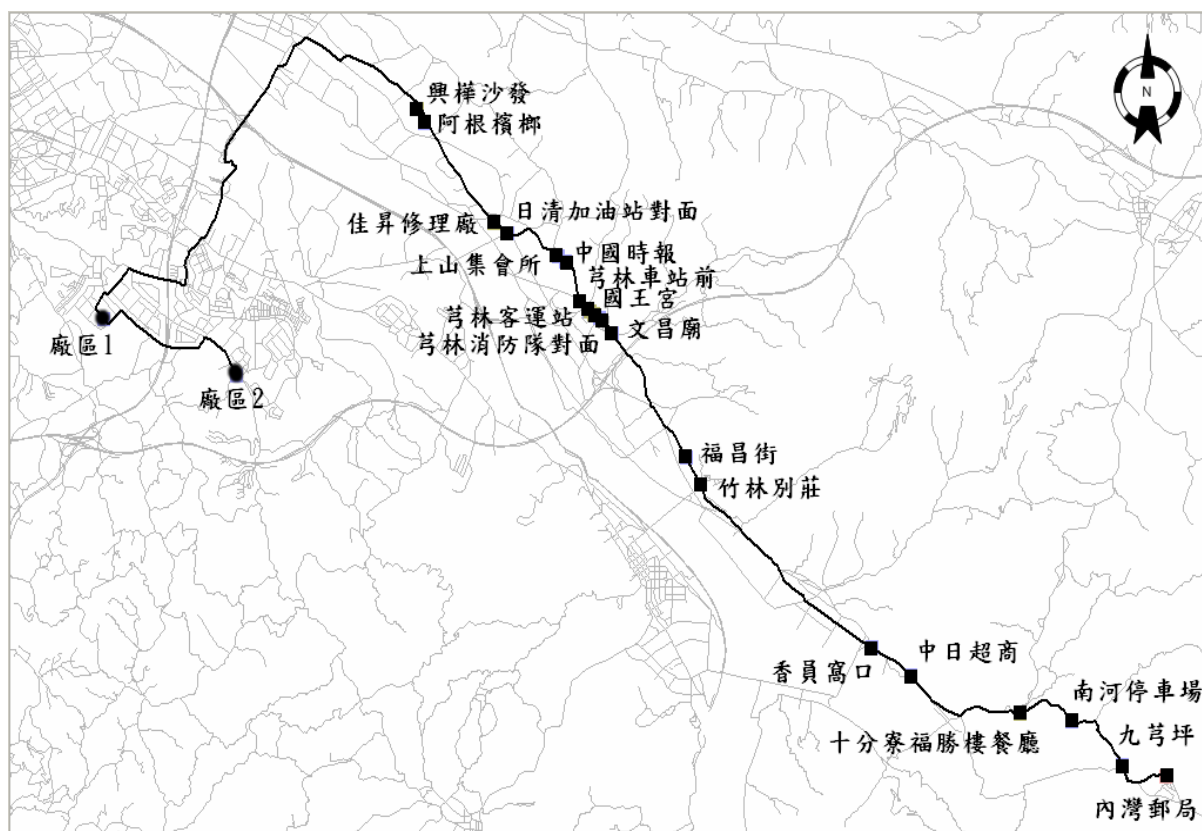 N
興樺沙發
阿根檳榔
佳昇修理廠
日清加油站對面
上山集會所
中國時報
芎林車站前
國王宮
芎林客運站
芎林消防隊對面
文昌廟
廠區1
廠區2
福昌街
竹林別莊
香員窩口
中日超商
南河停車場
十分寮福勝樓餐廳
九芎坪
內灣郵局